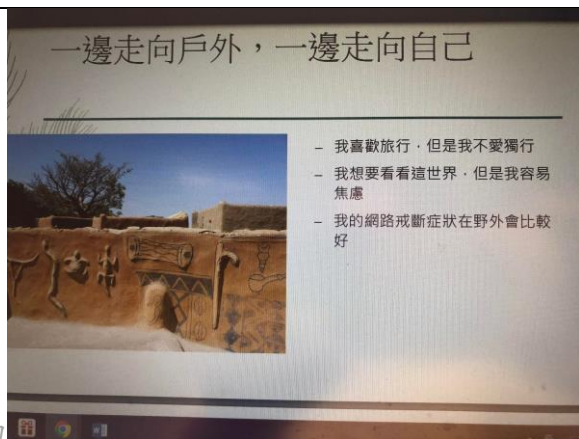 一邊走向戶外，一邊走向自己
– 我喜歡旅行，但是我不愛獨行
– 我想要看看這世界，但是我容易
焦慮
– 我的網路戒斷症狀在野外會比較
好